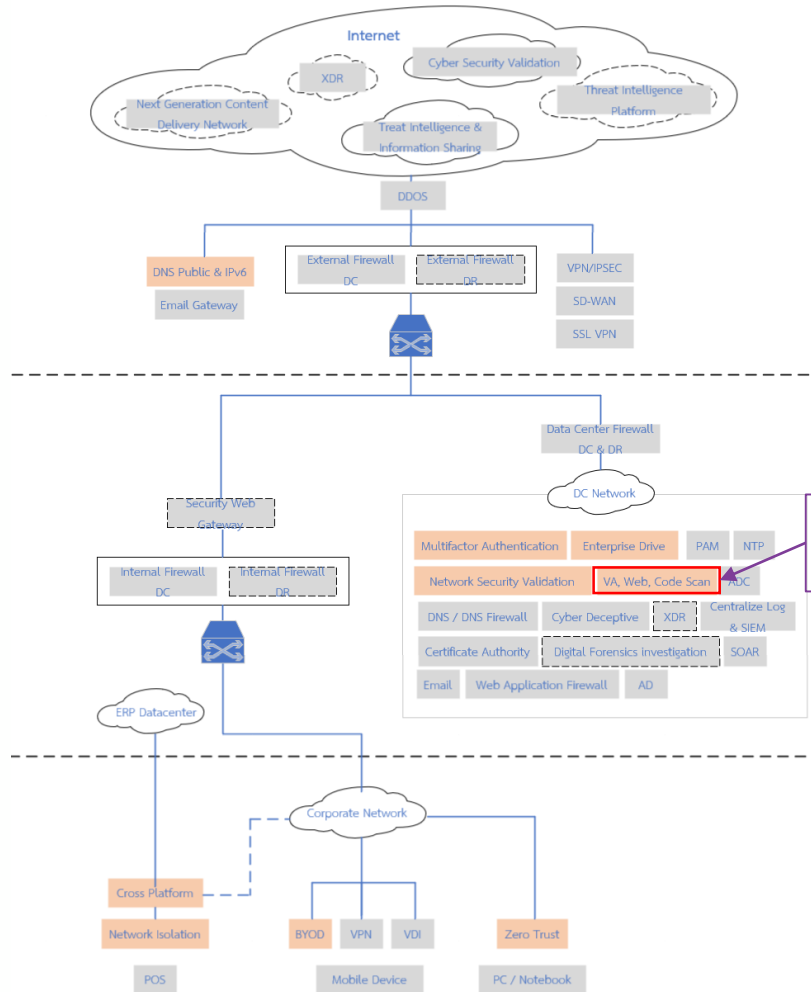 Internet
Cyber Security Validation
XDR
Next Generation Content
Delivery Network
Threat Intelligence
Platform
Treat Intelligence &
Information Sharing
DDOS
DNS Public & IPv6
Email Gateway
External Firewall
DC
External Firewall
DR
VPN/IPSEC
SD-WAN
SSL VPN
Data Center Firewall
DC & DR
DC Network
Security Web
Gateway
Internal Firewall
DC
Internal Firewall
DR
Multifactor Authentication
Enterprise Drive
PAM
NTP
Network Security Validation
VA, Web, Code Scan
ADC
DNS / DNS Firewall
Cyber Deceptive
XDR
Centralize Log
& SIEM
Certificate Authority
Digital Forensics Investigation
SOAR
Email
Web Application Firewall
AD
ERP Datacenter
Corporate Network
Cross Platform
Network Isolation
BYOD
VPN
VDI
Zero Trust
POS
Mobile Device
PC / Notebook